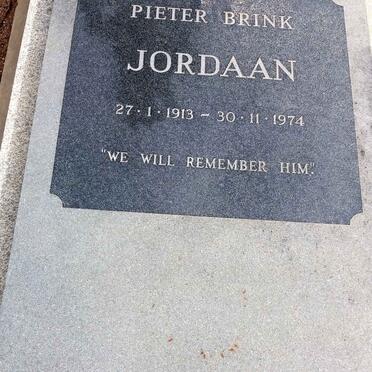 PIETER BRINK
JORDAAN
27·1·1913 – 30·11·1974
"WE WILL REMEMBER HIM".